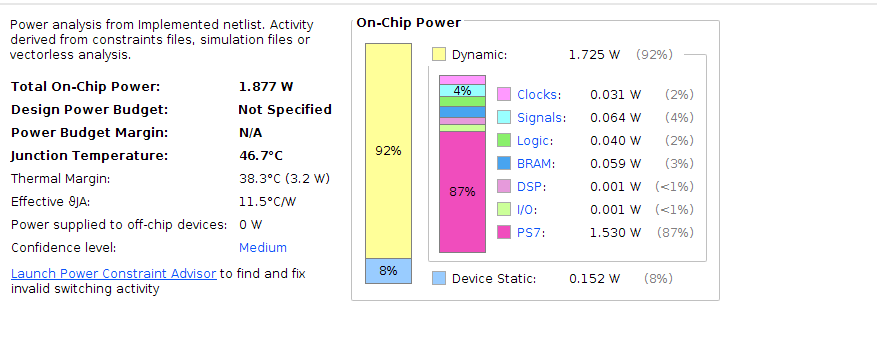 Power analysis from Implemented netlist. Activity
derived from constraints files, simulation files or
vectorless analysis.
Total On-Chip Power: 1.877 W
Design Power Budget: Not Specified
Power Budget Margin: N/A
Junction Temperature: 46.7°C
Thermal Margin: 38.3°C (3.2 W)
Effective ϑJA: 11.5°C/W
Power supplied to off-chip devices: 0 W
Confidence level: Medium
Launch Power Constraint Advisor to find and fix
invalid switching activity
On-Chip Power
92%
8%
Dynamic: 1.725 W (92%)
4%
87%
Clocks: 0.031 W (2%)
Signals: 0.064 W (4%)
Logic: 0.040 W (2%)
BRAM: 0.059 W (3%)
DSP: 0.001 W (<1%)
I/O: 0.001 W (<1%)
PS7: 1.530 W (87%)
Device Static: 0.152 W (8%)